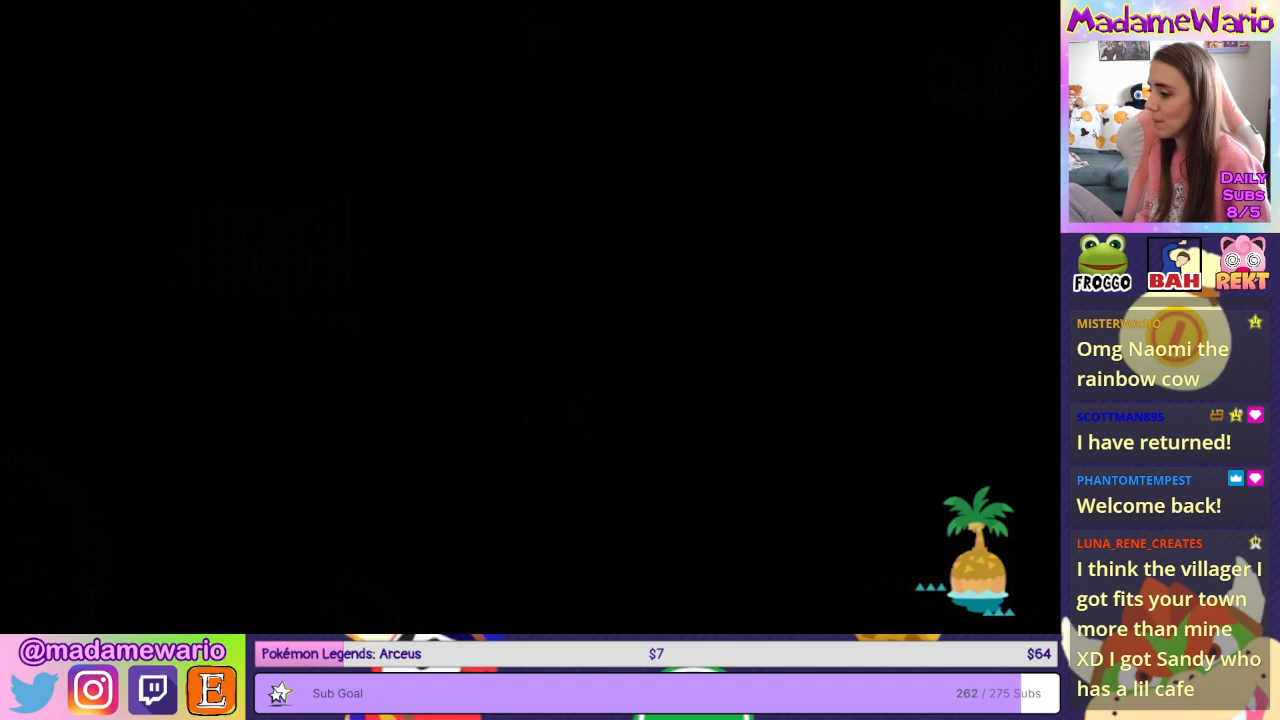 MadameWario
Daily
Subs
8/5
FROGGO
BAH
REKT
MISTERWARIO
Omg Naomi the
rainbow cow
SCOTTMAN895
I have returned!
PHANTOMTEMPEST
Welcome back!
LUNA_RENE_CREATES
I think the villager I
got fits your town
more than mine
XD I got Sandy who
has a lil cafe
@madamewario
Pokémon Legends: Arceus $7 $64
Sub Goal 262 / 275 Subs